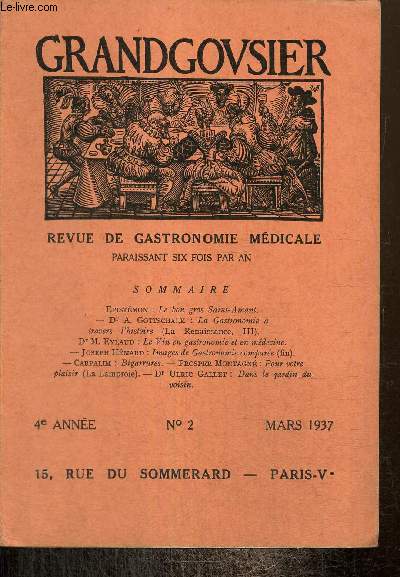 Le-livre.com
GRANDGOVSIER
REVUE DE GASTRONOMIE MÉDICALE
PARAISSANT SIX FOIS PAR AN
SOMMAIRE
EPISTÉMON : Le bon gros Saint-Amant.
— Dr A. GOTTSCHALK : La Gastronomie à
travers l'histoire (La Renaissance, III). —
Dr M. EYLAUD : Le Vin en gastronomie et en médecine.
— JOSEPH HÉMARD : Images de Gastronomie comparée (fin).
— CARPALIM : Bigarrures. — PROSPER MONTAGNÉ : Pour votre
plaisir (La Lamproie). — Dr ULRIC GALLET : Dans le jardin du
voisin.
4e ANNÉE No 2 MARS 1937
15, RUE DU SOMMERARD — PARIS-Ve